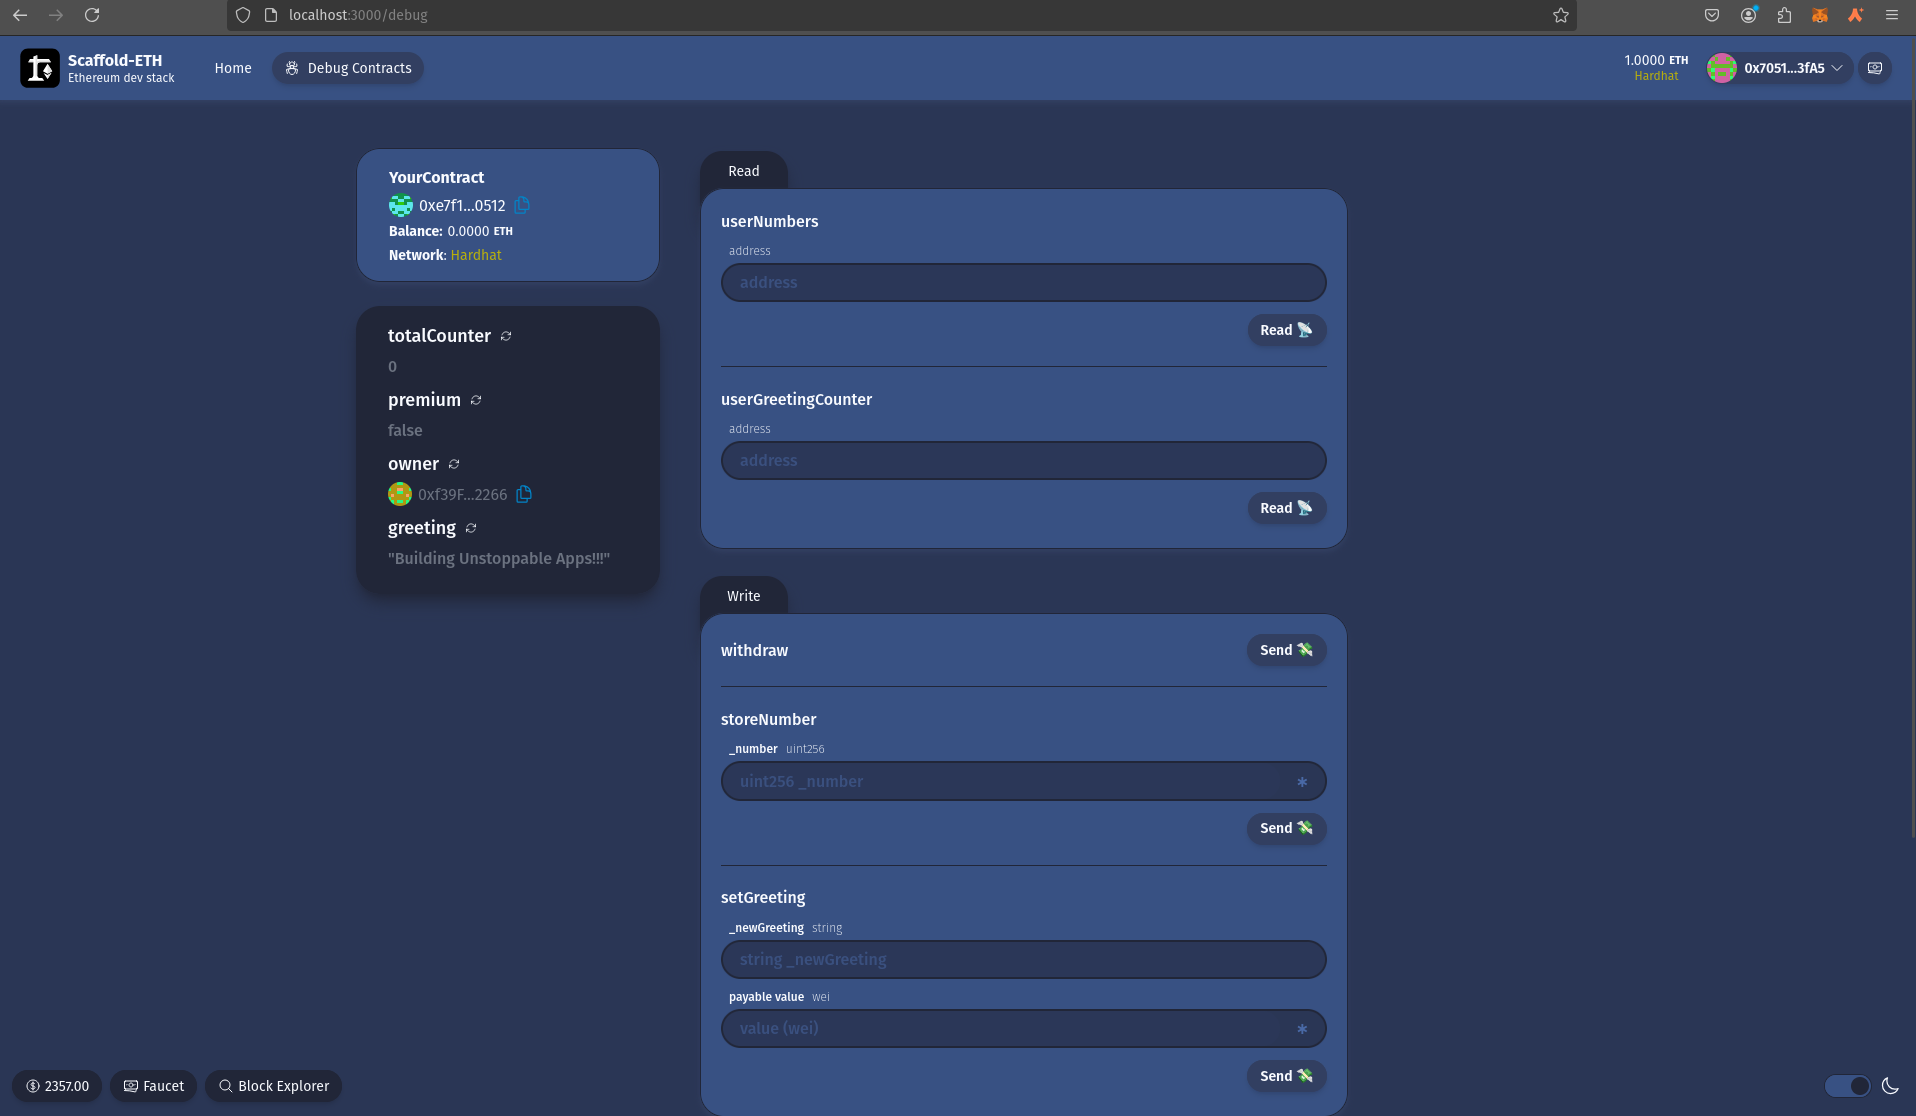 localhost:3000/debug
Scaffold-ETH
Ethereum dev stack
Home
Debug Contracts
1.0000 ETH
Hardhat
0x7051...3fA5
YourContract
0xe7f1...0512
Balance: 0.0000 ETH
Network: Hardhat
totalCounter
0
premium
false
owner
0xf39F...2266
greeting
"Building Unstoppable Apps!!!"
Read
userNumbers
address
address
Read
userGreetingCounter
address
address
Read
Write
withdraw
Send
storeNumber
_number uint256
uint256 _number
*
Send
setGreeting
_newGreeting string
string _newGreeting
payable value wei
value (wei)
*
Send
2357.00
Faucet
Block Explorer